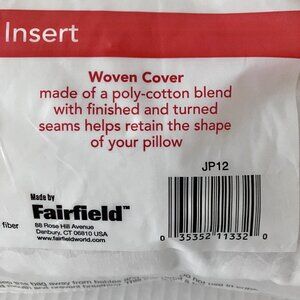 Insert
Woven Cover
made of a poly-cotton blend
with finished and turned
seams helps retain the shape
of your pillow
JP12
Made by
Fairfield™
fiber
88 Rose Hill Avenue
Danbury, CT 06810 USA
www.fairfieldworld.com
0 35352 11332 0